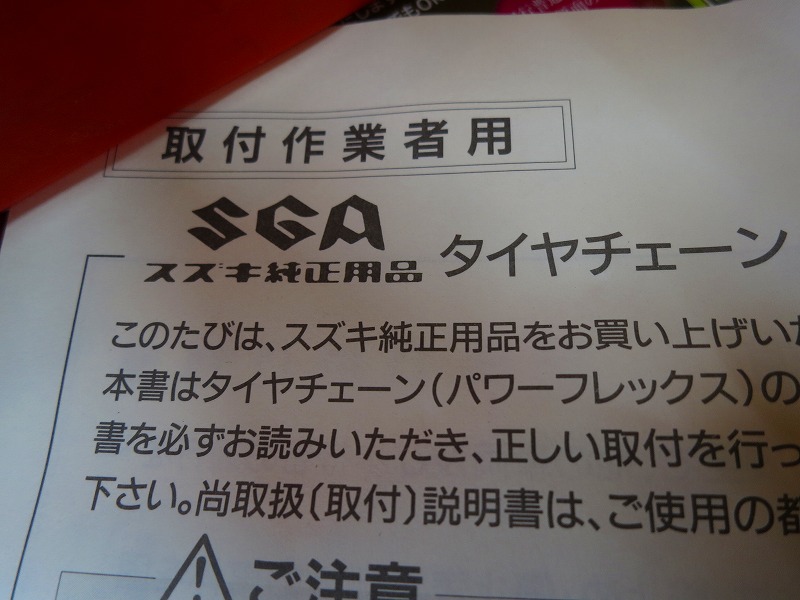 取付作業者用
SGA
スズキ純正用品 タイヤチェーン
このたびは、スズキ純正用品をお買い上げい
本書はタイヤチェーン(パワーフレックス)の
書を必ずお読みいただき、正しい取付を行っ
下さい。尚取扱(取付)説明書は、ご使用の都
ご注意